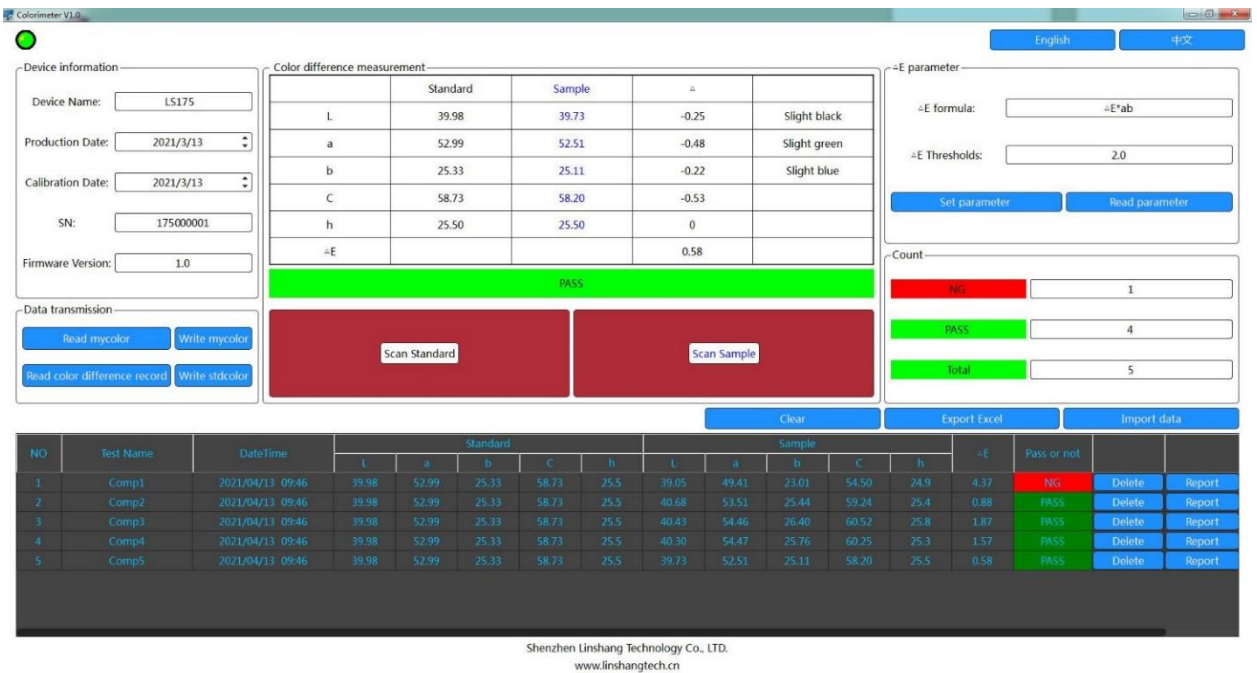 Colorimeter V1.0
English 中文
Device information
Device Name: LS175
Production Date: 2021/3/13
Calibration Date: 2021/3/13
SN: 175000001
Firmware Version: 1.0
Data transmission
Read mycolor Write mycolor
Read color difference record Write stdcolor
Color difference measurement
Standard Sample △
L 39.98 39.73 -0.25 Slight black
a 52.99 52.51 -0.48 Slight green
b 25.33 25.11 -0.22 Slight blue
C 58.73 58.20 -0.53
h 25.50 25.50 0
△E 0.58
PASS
Scan Standard Scan Sample
△E parameter
△E formula: △E*ab
△E Thresholds: 2.0
Set parameter Read parameter
Count
NG 1
PASS 4
Total 5
Clear Export Excel Import data
NO Test Name DateTime Standard Sample △E Pass or not
L a b C h L a b C h
1 Comp1 2021/04/13 09:46 39.98 52.99 25.33 58.73 25.5 39.05 49.41 23.01 54.50 24.9 4.37 NG Delete Report
2 Comp2 2021/04/13 09:46 39.98 52.99 25.33 58.73 25.5 40.68 53.51 25.44 59.24 25.4 0.88 PASS Delete Report
3 Comp3 2021/04/13 09:46 39.98 52.99 25.33 58.73 25.5 40.43 54.46 26.40 60.52 25.8 1.87 PASS Delete Report
4 Comp4 2021/04/13 09:46 39.98 52.99 25.33 58.73 25.5 40.30 54.47 25.76 60.25 25.3 1.57 PASS Delete Report
5 Comp5 2021/04/13 09:46 39.98 52.99 25.33 58.73 25.5 39.73 52.51 25.11 58.20 25.5 0.58 PASS Delete Report
Shenzhen Linshang Technology Co., LTD.
www.linshangtech.cn